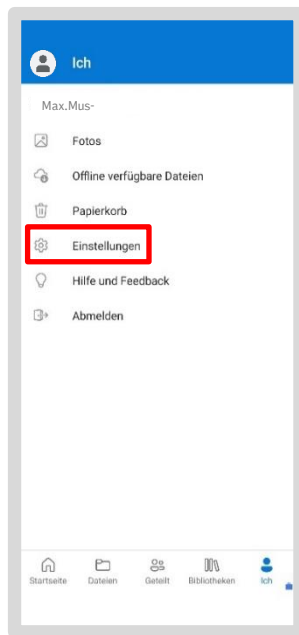 Ich
Max.Mus-
Fotos
Offline verfügbare Dateien
Papierkorb
Einstellungen
Hilfe und Feedback
Abmelden
Startseite Dateien Geteilt Bibliotheken Ich